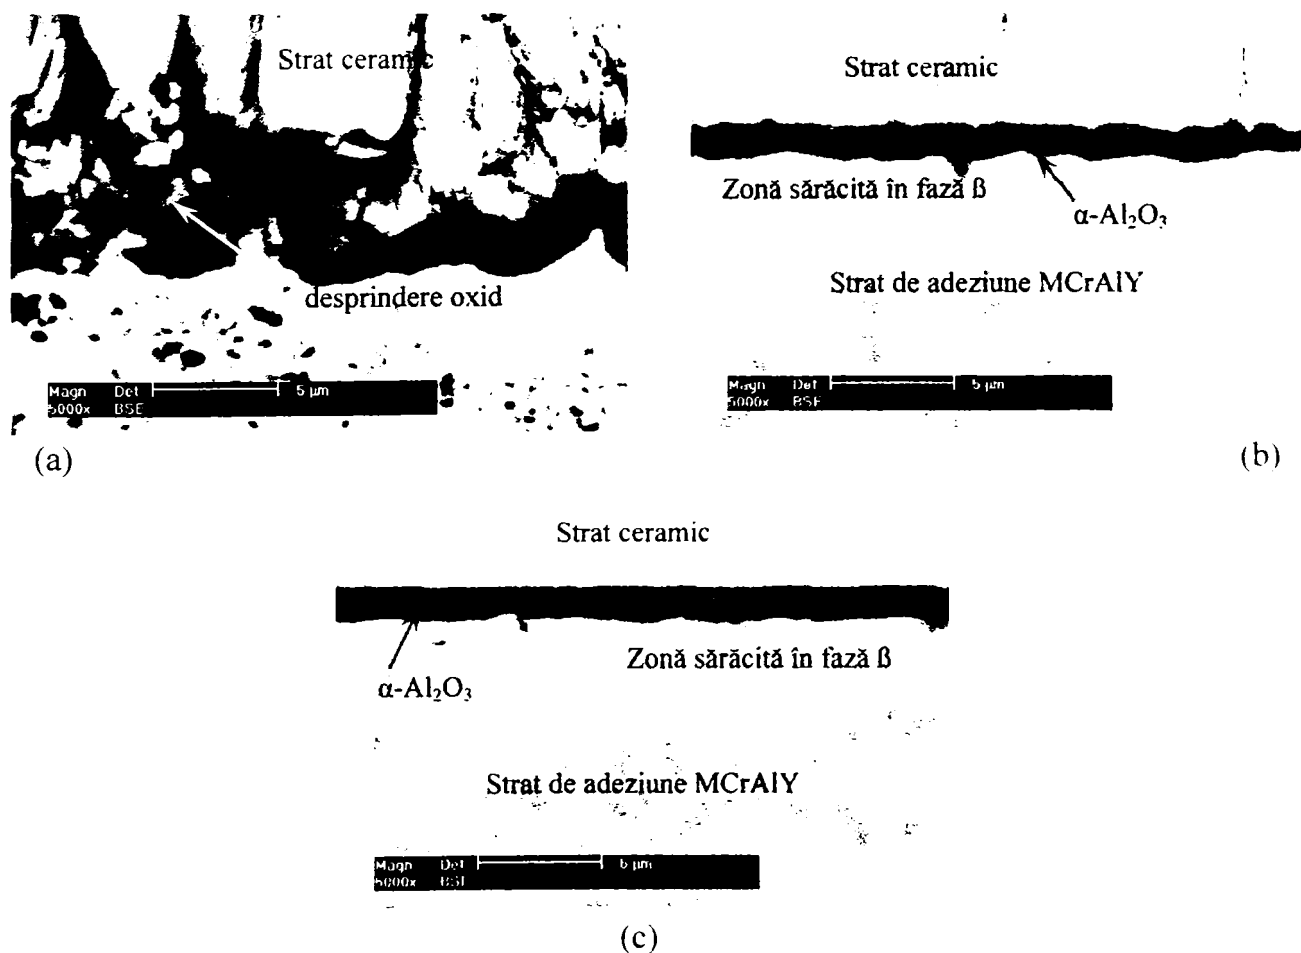 Strat ceramic
desprindere oxid
Magn Det 5 µm
5000x BSE
(a)
Strat ceramic
Zonă sărăcită în fază ß
α-Al₂O₃
Strat de adeziune MCrAlY
Magn Det 5 µm
5000x BSE
(b)
Strat ceramic
Zonă sărăcită în fază ß
α-Al₂O₃
Strat de adeziune MCrAlY
Magn Det 5 µm
5000x BSE
(c)